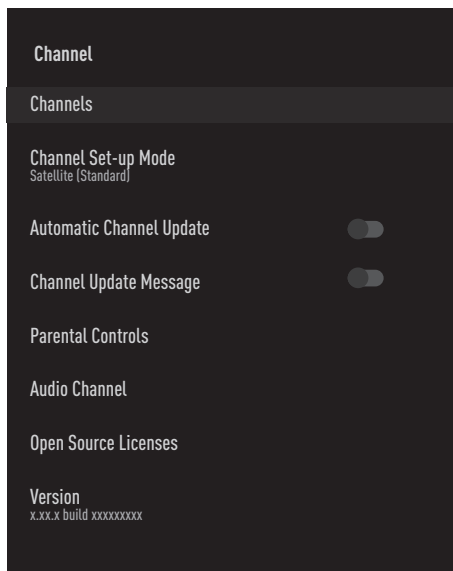 Channel
Channels
Channel Set-up Mode
Satellite (Standard)
Automatic Channel Update
Channel Update Message
Parental Controls
Audio Channel
Open Source Licenses
Version
x.xx.x build xxxxxxxxx